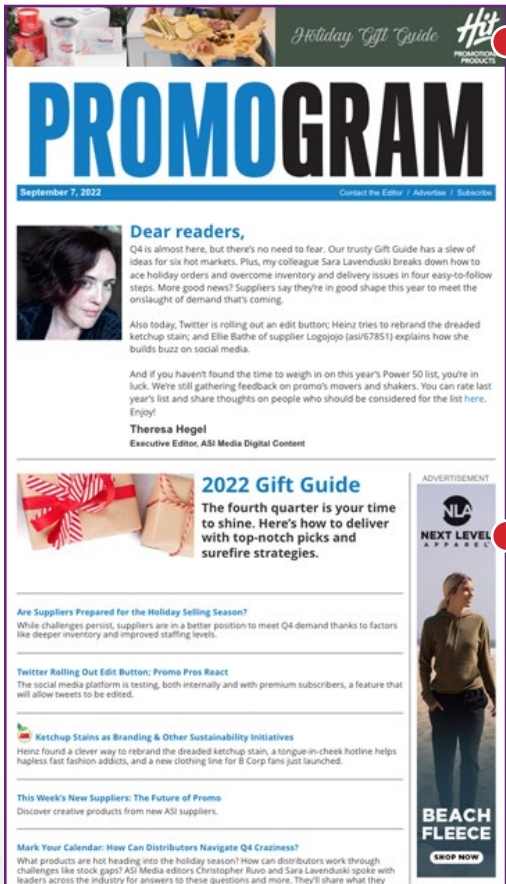 Holiday Gift Guide
Hit
PROMOTIONAL
PRODUCTS
PROMOGRAM
September 7, 2022
Contact the Editor / Advertise / Subscribe
Dear readers,
Q4 is almost here, but there's no need to fear. Our trusty Gift Guide has a slew of
ideas for six hot markets. Plus, my colleague Sara Lavenduski breaks down how to
ace holiday orders and overcome inventory and delivery issues in four easy-to-follow
steps. More good news? Suppliers say they're in good shape this year to meet the
onslaught of demand that's coming.
Also today, Twitter is rolling out an edit button; Heinz tries to rebrand the dreaded
ketchup stain; and Ellie Bathe of supplier Logojojo (asi/67851) explains how she
builds buzz on social media.
And if you haven't found the time to weigh in on this year's Power 50 list, you're in
luck. We're still gathering feedback on promo's movers and shakers. You can rate last
year's list and share thoughts on people who should be considered for the list here.
Enjoy!
Theresa Hegel
Executive Editor, ASI Media Digital Content
2022 Gift Guide
The fourth quarter is your time
to shine. Here's how to deliver
with top-notch picks and
surefire strategies.
Are Suppliers Prepared for the Holiday Selling Season?
While challenges persist, suppliers are in a better position to meet Q4 demand thanks to factors
like deeper inventory and improved staffing levels.
Twitter Rolling Out Edit Button; Promo Pros React
The social media platform is testing, both internally and with premium subscribers, a feature that
will allow tweets to be edited.
Ketchup Stains as Branding & Other Sustainability Initiatives
Heinz found a clever way to rebrand the dreaded ketchup stain, a tongue-in-cheek hotline helps
hapless fast fashion addicts, and a new clothing line for B Corp fans just launched.
This Week's New Suppliers: The Future of Promo
Discover creative products from new ASI suppliers.
Mark Your Calendar: How Can Distributors Navigate Q4 Craziness?
What products are hot heading into the holiday season? How can distributors work through
challenges like stock gaps? ASI Media editors Christopher Ruvo and Sara Lavenduski spoke with
leaders across the industry for answers to these questions and more. They'll share what they
ADVERTISEMENT
NLA
NEXT LEVEL
APPAREL
BEACH
FLEECE
SHOP NOW